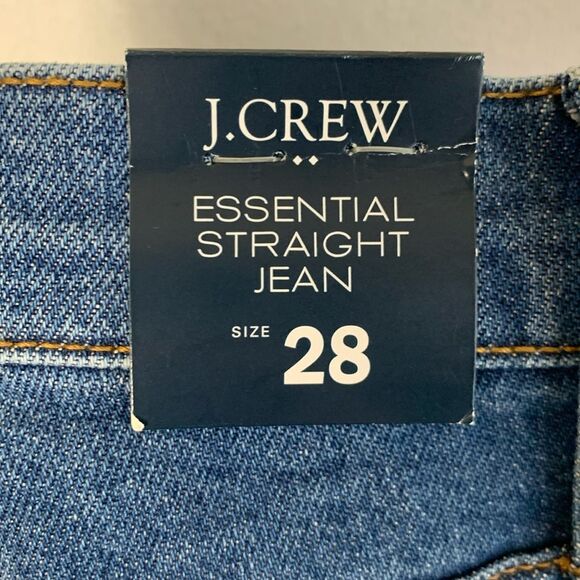 J.CREW
ESSENTIAL
STRAIGHT
JEAN
SIZE 28